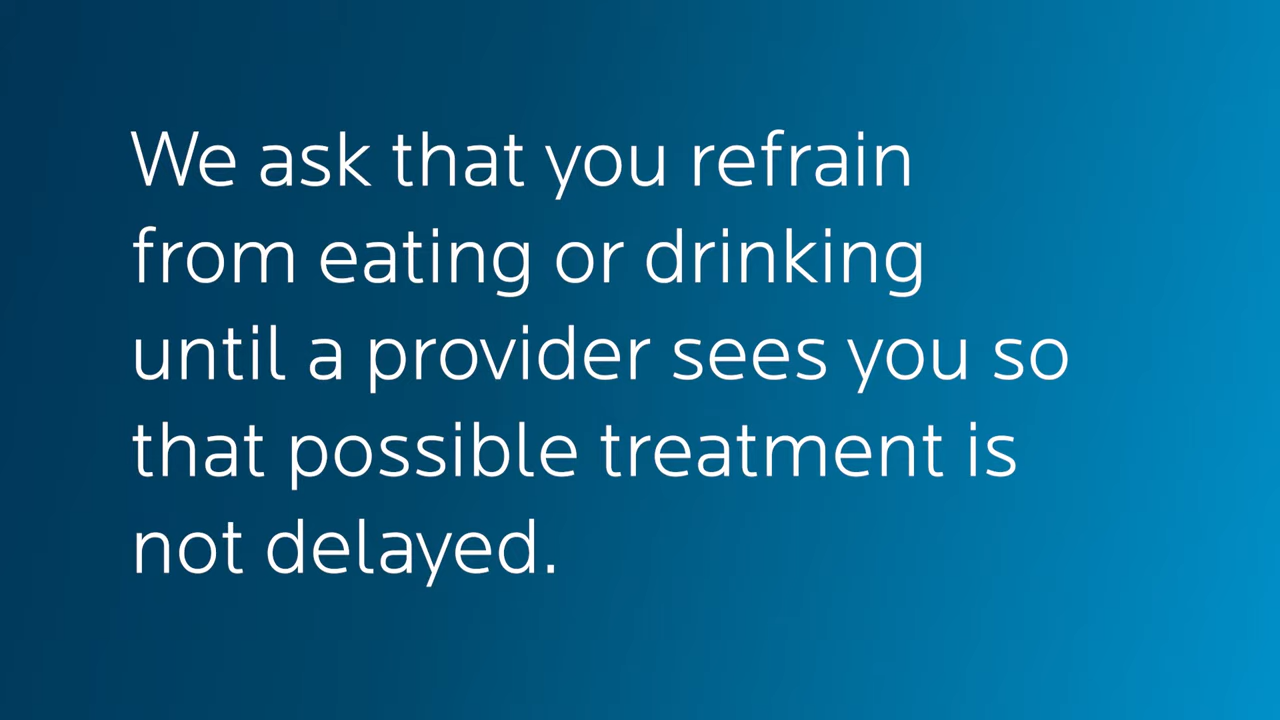 We ask that you refrain
from eating or drinking
until a provider sees you so
that possible treatment is
not delayed.